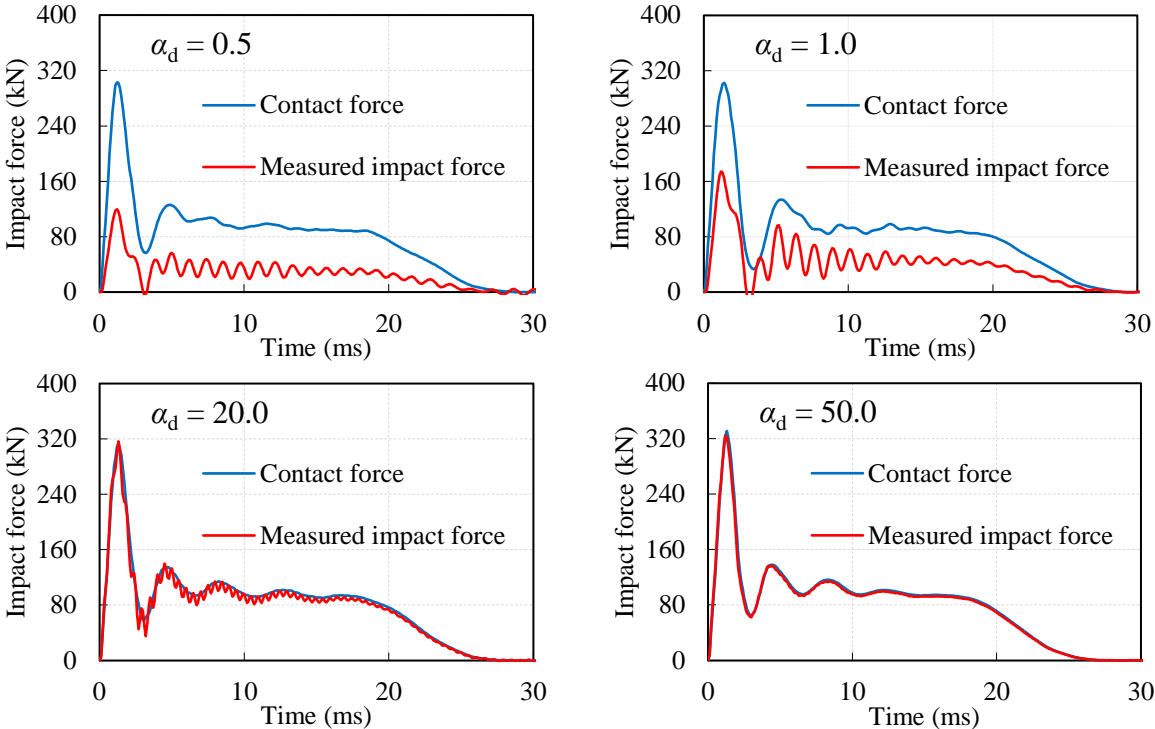 400
320
240
160
80
0
Impact force (kN)
αd = 0.5
Contact force
Measured impact force
0 10 20 30
Time (ms)
400
320
240
160
80
0
Impact force (kN)
αd = 1.0
Contact force
Measured impact force
0 10 20 30
Time (ms)
400
320
240
160
80
0
Impact force (kN)
αd = 20.0
Contact force
Measured impact force
0 10 20 30
Time (ms)
400
320
240
160
80
0
Impact force (kN)
αd = 50.0
Contact force
Measured impact force
0 10 20 30
Time (ms)